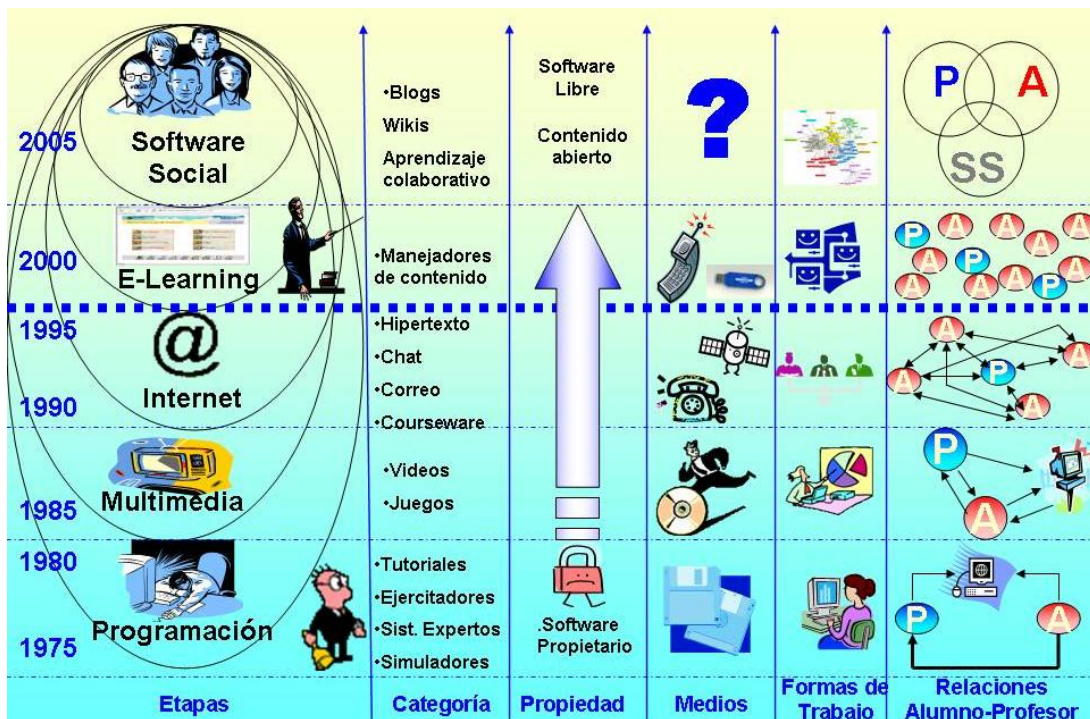 2005
Software
Social
•Blogs
Wikis
Aprendizaje
colaborativo
Software
Libre
Contenido
abierto
?
P
A
SS
2000
E-Learning
•Manejadores
de contenido
P
A
A
A
A
A
P
A
A
A
A
A
P
A
1995
1990
@
Internet
•Hipertexto
•Chat
•Correo
•Courseware
A
A
P
A
A
1985
Multimedia
•Videos
•Juegos
P
A
1980
1975
Programación
•Tutoriales
•Ejercitadores
•Sist. Expertos
•Simuladores
.Software
Propietario
P
A
Etapas
Categoría
Propiedad
Medios
Formas de
Trabajo
Relaciones
Alumno-Profesor